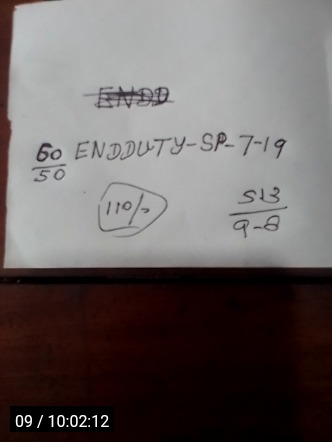 ENDD
60/50 ENDDUTY-SP-7-19
110/-
513/9-8
09 / 10:02:12